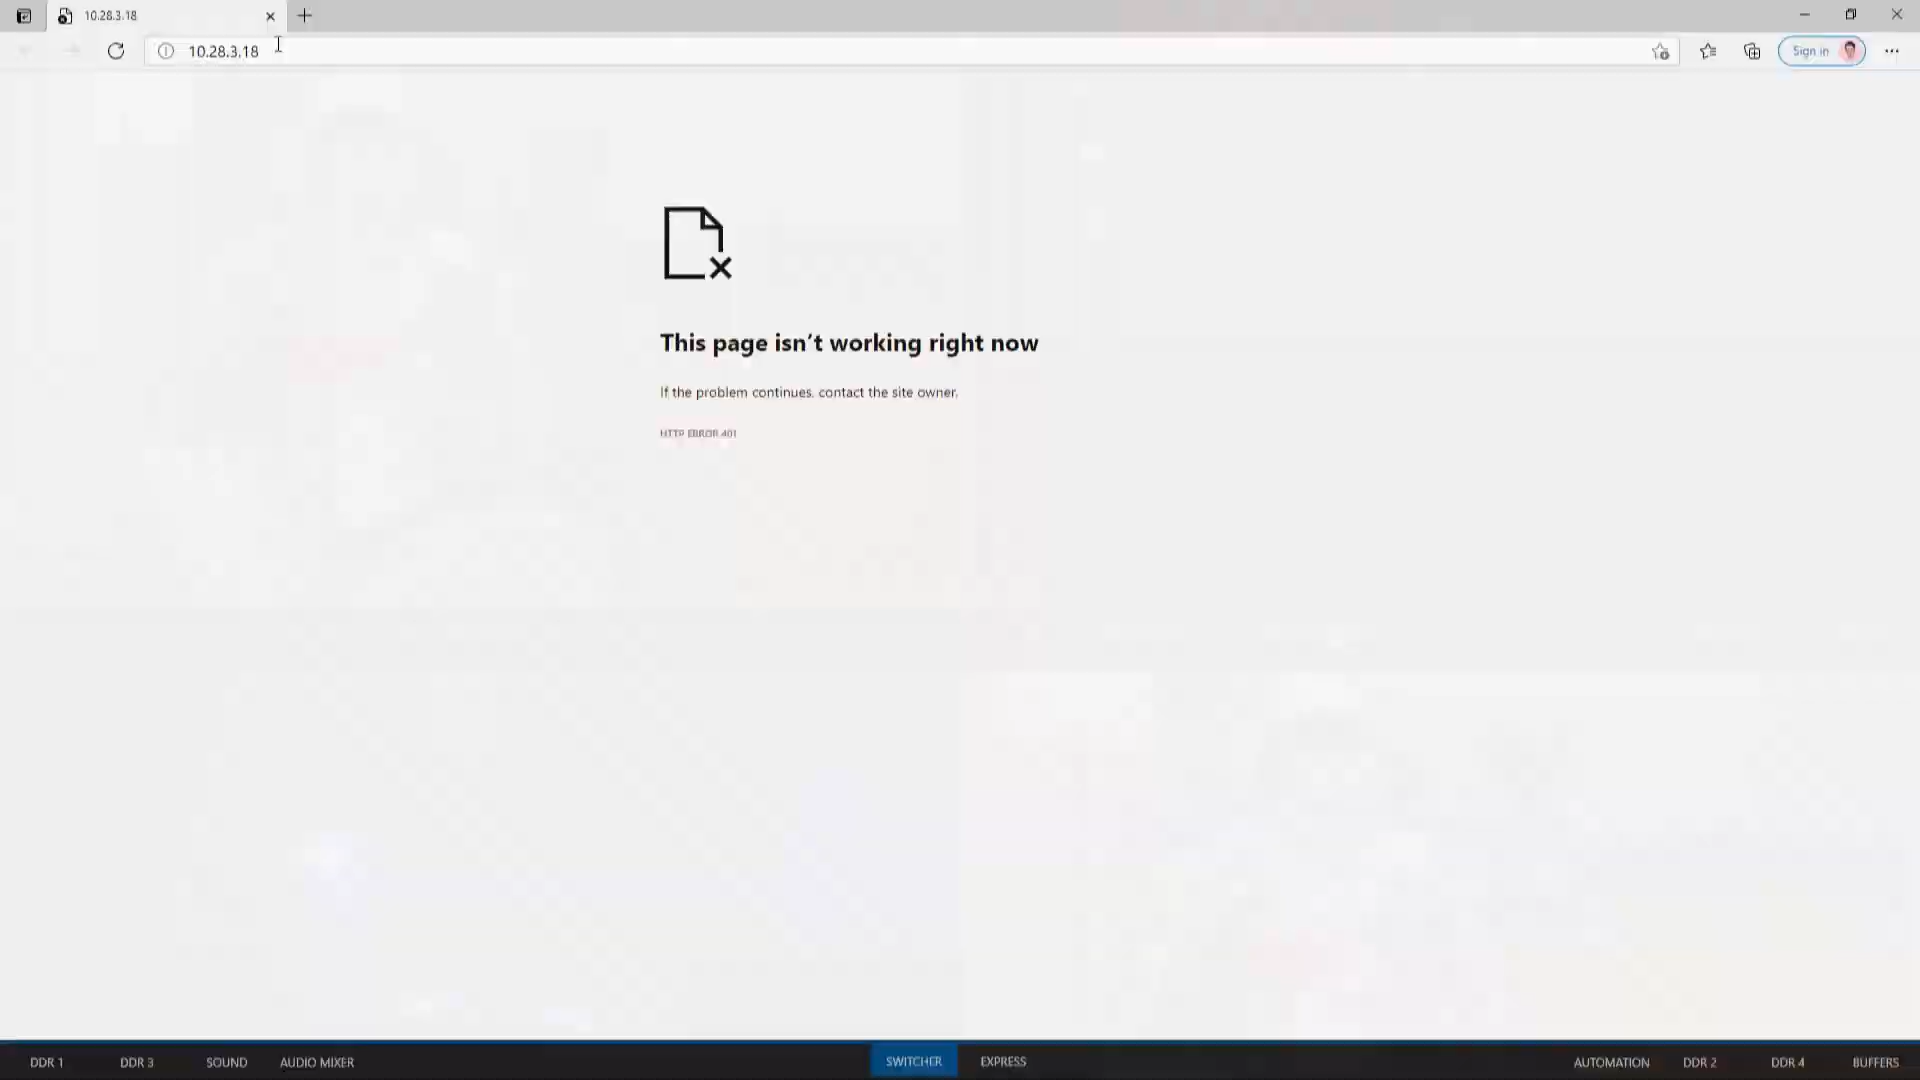 10.28.3.18
10.28.3.18
Sign in
This page isn't working right now
If the problem continues, contact the site owner.
HTTP ERROR 401
DDR 1
DDR 3
SOUND
AUDIO MIXER
SWITCHER
EXPRESS
AUTOMATION
DDR 2
DDR 4
BUFFERS